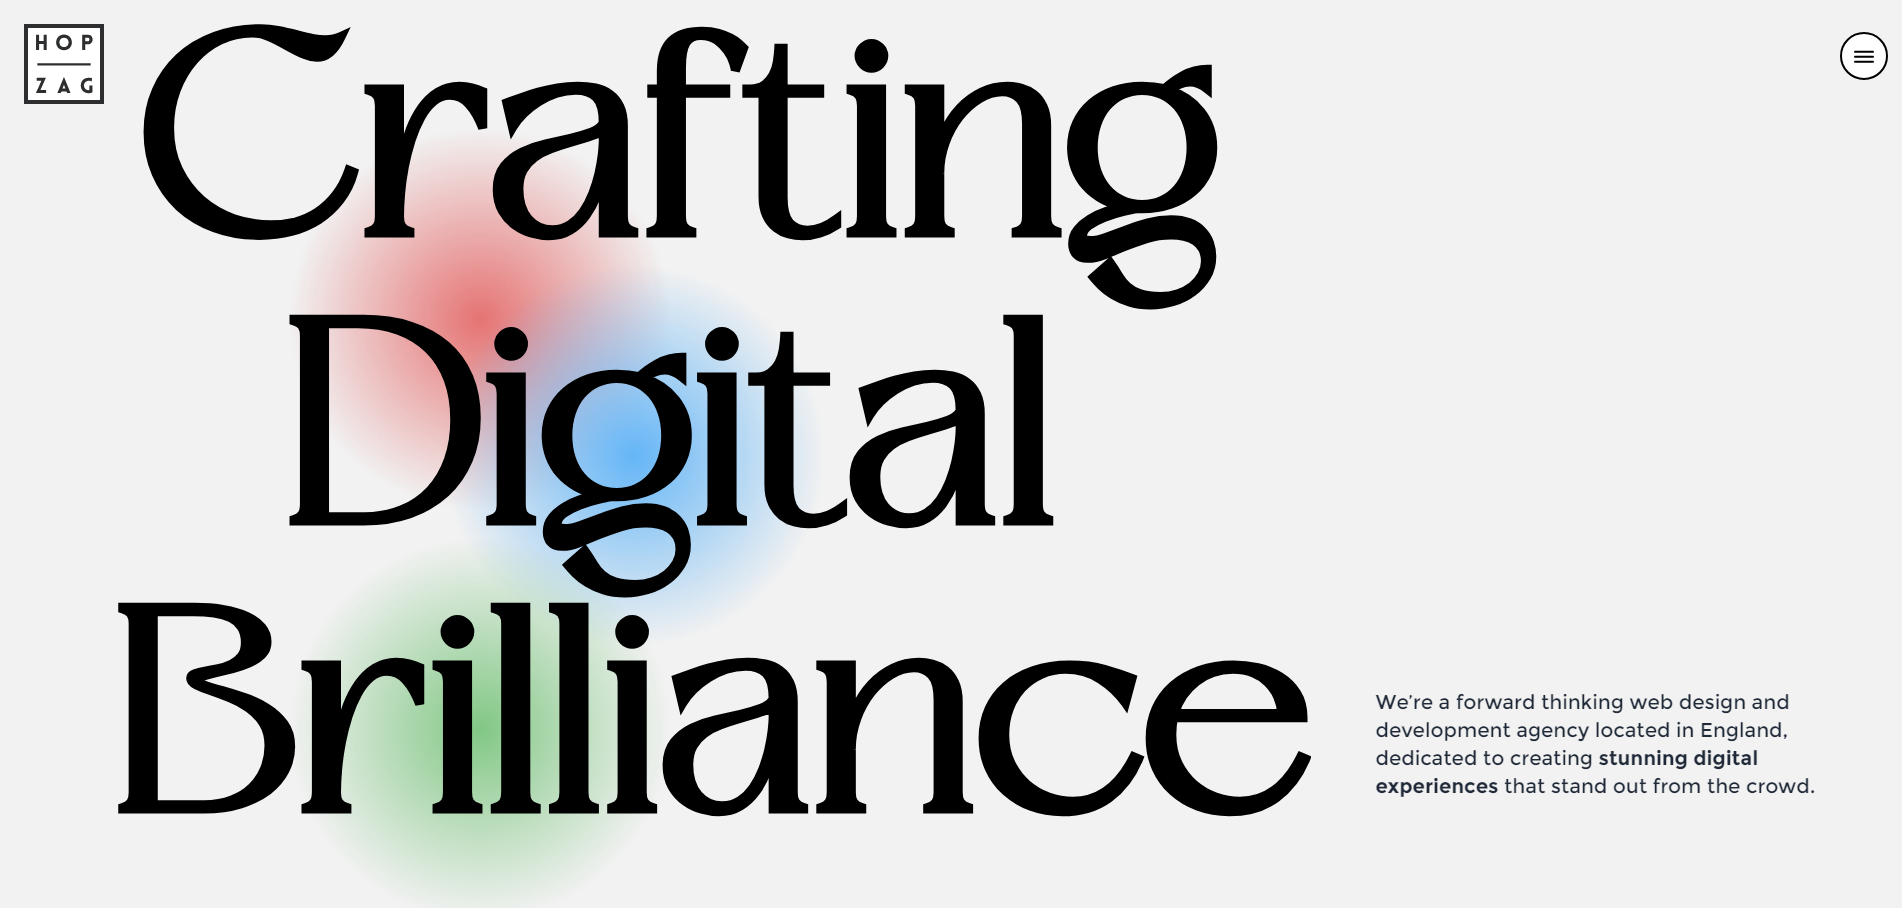 HOP
ZAG
Crafting
Digital
Brilliance
We’re a forward thinking web design and
development agency located in England,
dedicated to creating stunning digital
experiences that stand out from the crowd.